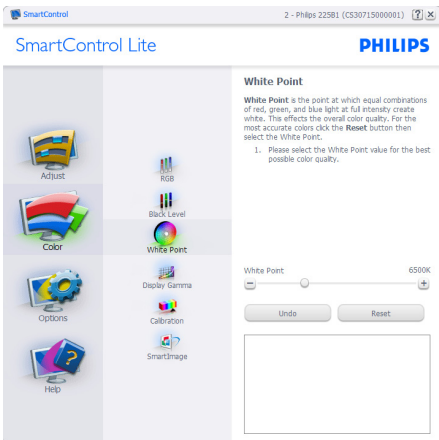 SmartControl
2 - Philips 225B1 (CS30715000001)
?
SmartControl Lite
PHILIPS
Adjust
Color
Options
Help
RGB
Black Level
White Point
Display Gamma
Calibration
SmartImage
White Point
White Point is the point at which equal combinations
of red, green, and blue light at full intensity create
white. This effects the overall color quality. For the
most accurate colors click the Reset button then
select the White Point.
1. Please select the White Point value for the best
possible color quality.
White Point 6500K
Undo Reset